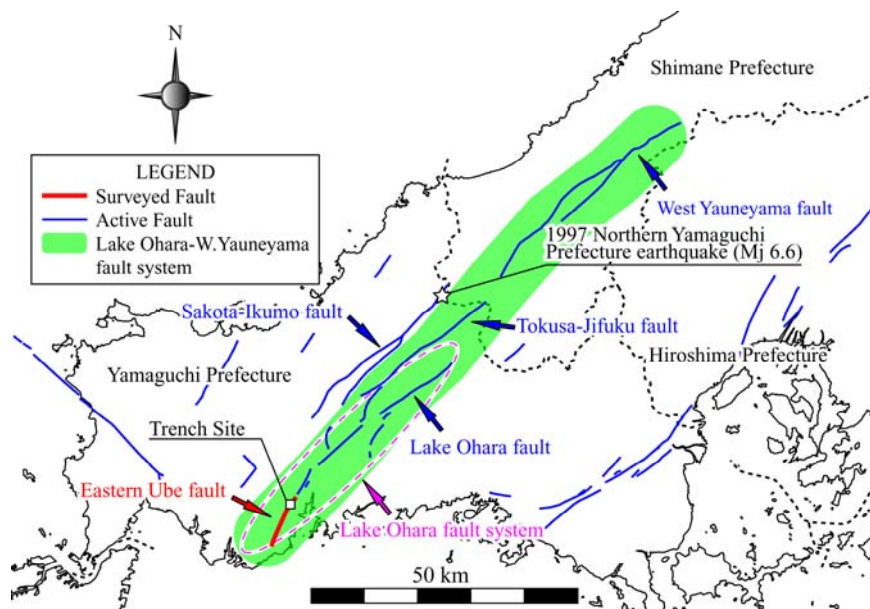 N
Shimane Prefecture
LEGEND
Surveyed Fault
Active Fault
Lake Ohara-W.Yauneyama
fault system
West Yauneyama fault
1997 Northern Yamaguchi
Prefecture earthquake (Mj 6.6)
Sakota-Ikumo fault
Tokusa-Jifuku fault
Hiroshima Prefecture
Yamaguchi Prefecture
Trench Site
Lake Ohara fault
Eastern Ube fault
Lake Ohara fault system
50 km